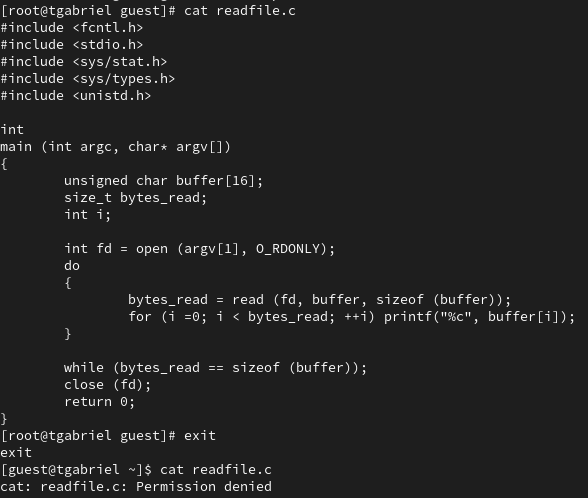 [root@tgabriel guest]# cat readfile.c
#include <fcntl.h>
#include <stdio.h>
#include <sys/stat.h>
#include <sys/types.h>
#include <unistd.h>

int
main (int argc, char* argv[])
{
        unsigned char buffer[16];
        size_t bytes_read;
        int i;

        int fd = open (argv[1], O_RDONLY);
        do
        {
                bytes_read = read (fd, buffer, sizeof (buffer));
                for (i =0; i < bytes_read; ++i) printf("%c", buffer[i]);
        }

        while (bytes_read == sizeof (buffer));
        close (fd);
        return 0;
}
[root@tgabriel guest]# exit
exit
[guest@tgabriel ~]$ cat readfile.c
cat: readfile.c: Permission denied